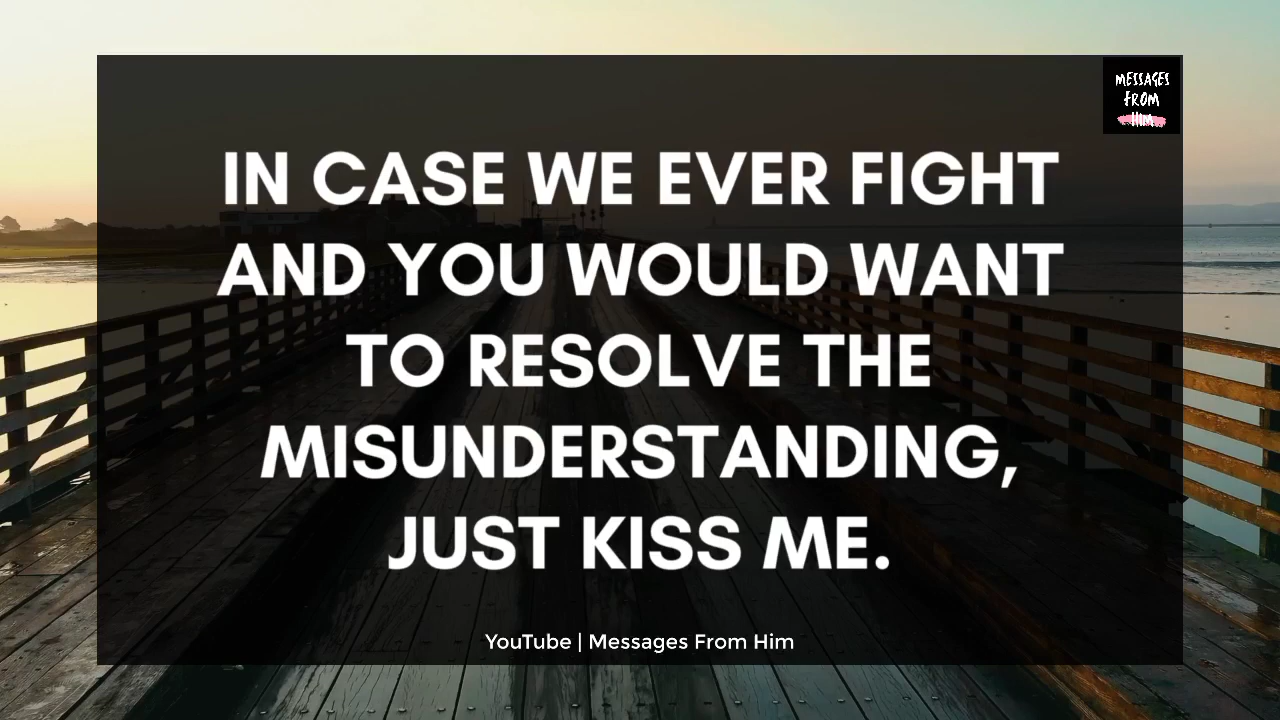 MESSAGES
FROM
HIM
IN CASE WE EVER FIGHT
AND YOU WOULD WANT
TO RESOLVE THE
MISUNDERSTANDING,
JUST KISS ME.
YouTube | Messages From Him